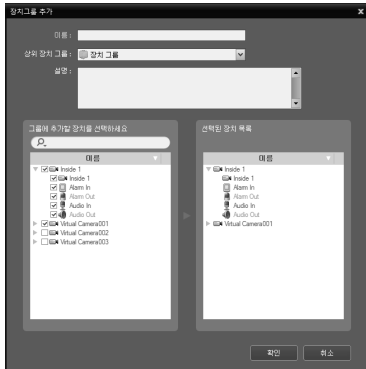 장치그룹 추가
x
이름 :
상위 장치 그룹 : 장치 그룹
설명 :
그룹에 추가할 장치를 선택하세요
이름
Inside 1
Inside 1
Alarm In
Alarm Out
Audio In
Audio Out
Virtual Camera001
Virtual Camera002
Virtual Camera003
선택된 장치 목록
이름
Inside 1
Inside 1
Alarm In
Alarm Out
Audio In
Audio Out
Virtual Camera001
확인
취소